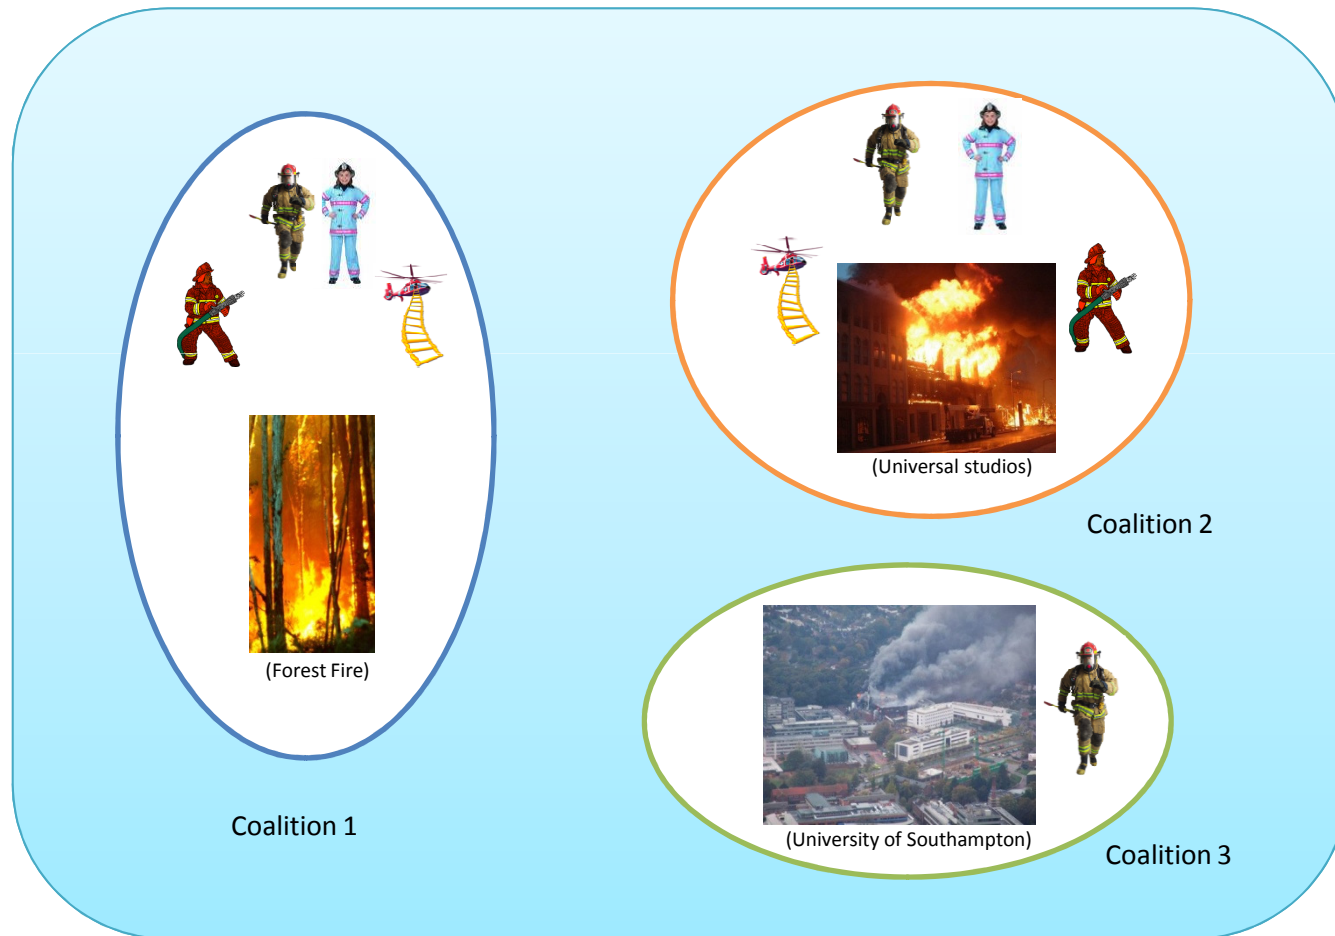 (Forest Fire)
Coalition 1
(Universal studios)
Coalition 2
(University of Southampton)
Coalition 3